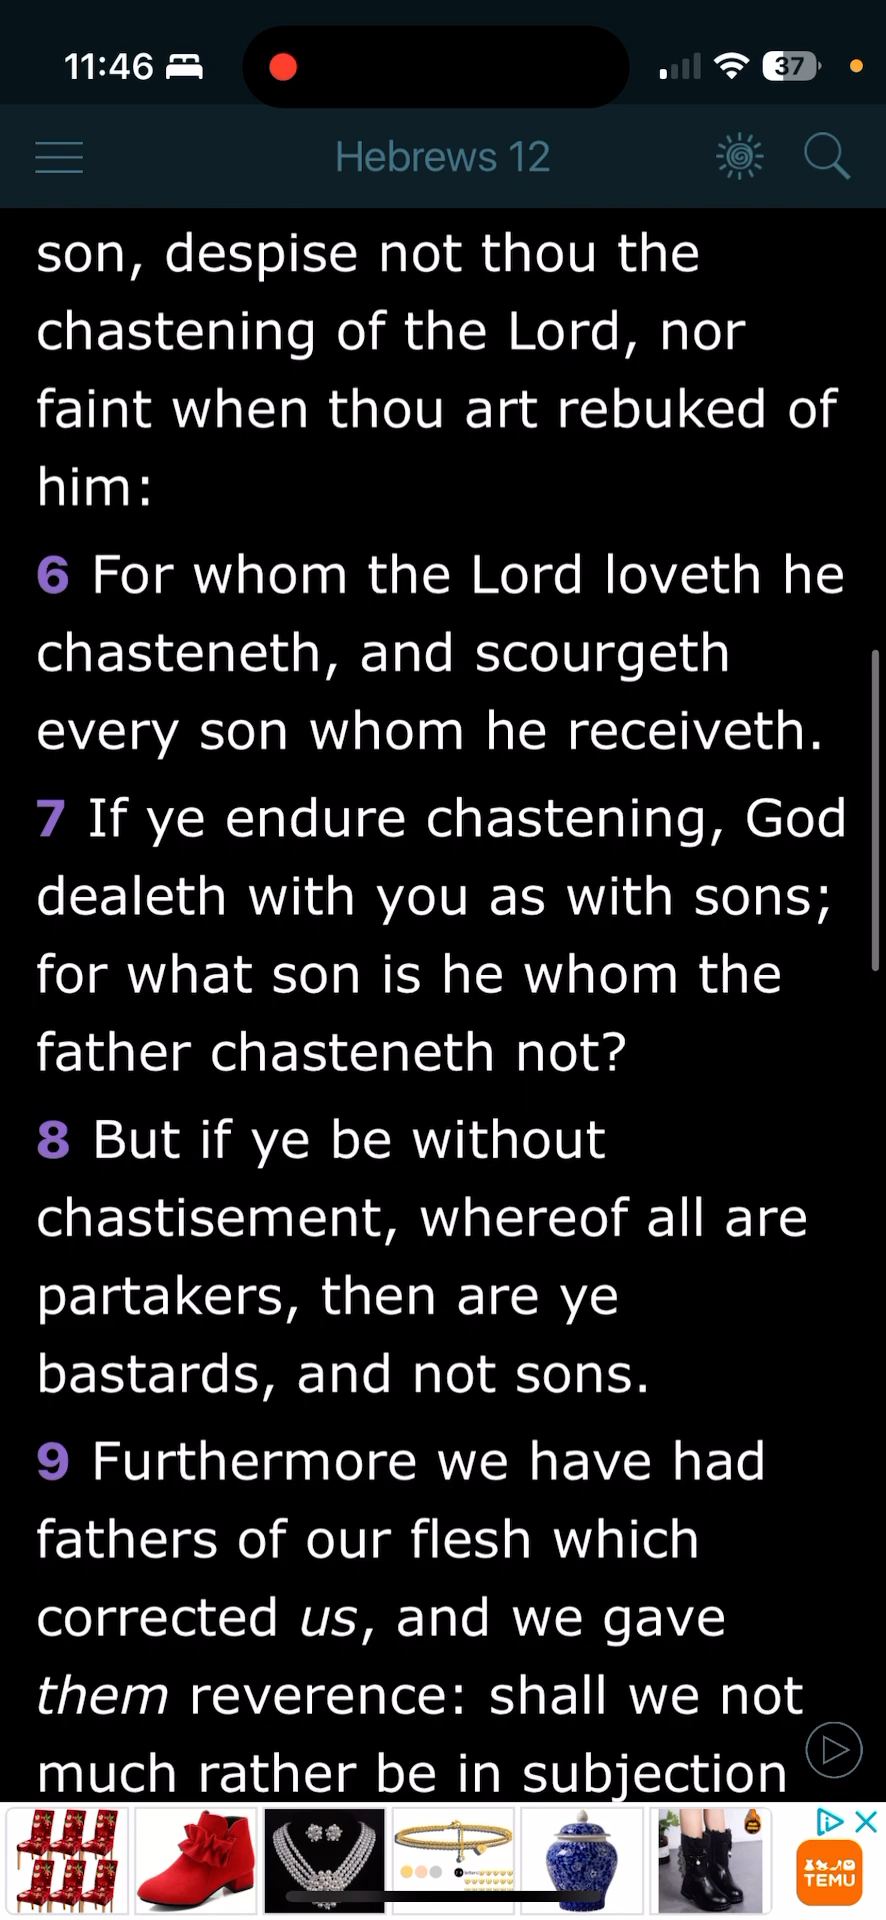 11:46
37
Hebrews 12
son, despise not thou the
chastening of the Lord, nor
faint when thou art rebuked of
him:
6 For whom the Lord loveth he
chasteneth, and scourgeth
every son whom he receiveth.
7 If ye endure chastening, God
dealeth with you as with sons;
for what son is he whom the
father chasteneth not?
8 But if ye be without
chastisement, whereof all are
partakers, then are ye
bastards, and not sons.
9 Furthermore we have had
fathers of our flesh which
corrected us, and we gave
them reverence: shall we not
much rather be in subjection
TEMU